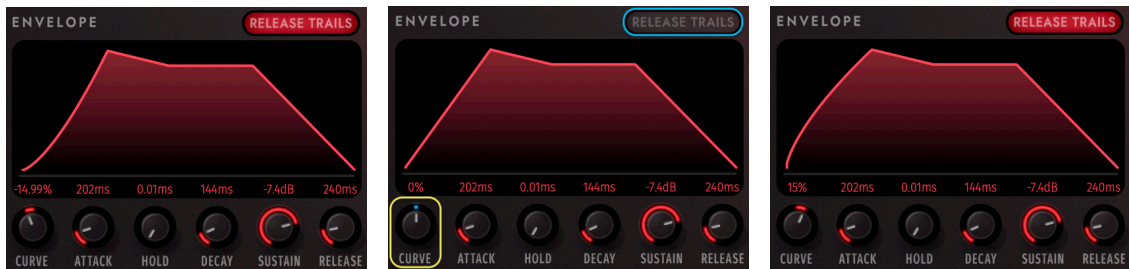 ENVELOPE RELEASE TRAILS
-14.99% 202ms 0.01ms 144ms -7.4dB 240ms
CURVE ATTACK HOLD DECAY SUSTAIN RELEASE
ENVELOPE RELEASE TRAILS
0% 202ms 0.01ms 144ms -7.4dB 240ms
CURVE ATTACK HOLD DECAY SUSTAIN RELEASE
ENVELOPE RELEASE TRAILS
15% 202ms 0.01ms 144ms -7.4dB 240ms
CURVE ATTACK HOLD DECAY SUSTAIN RELEASE